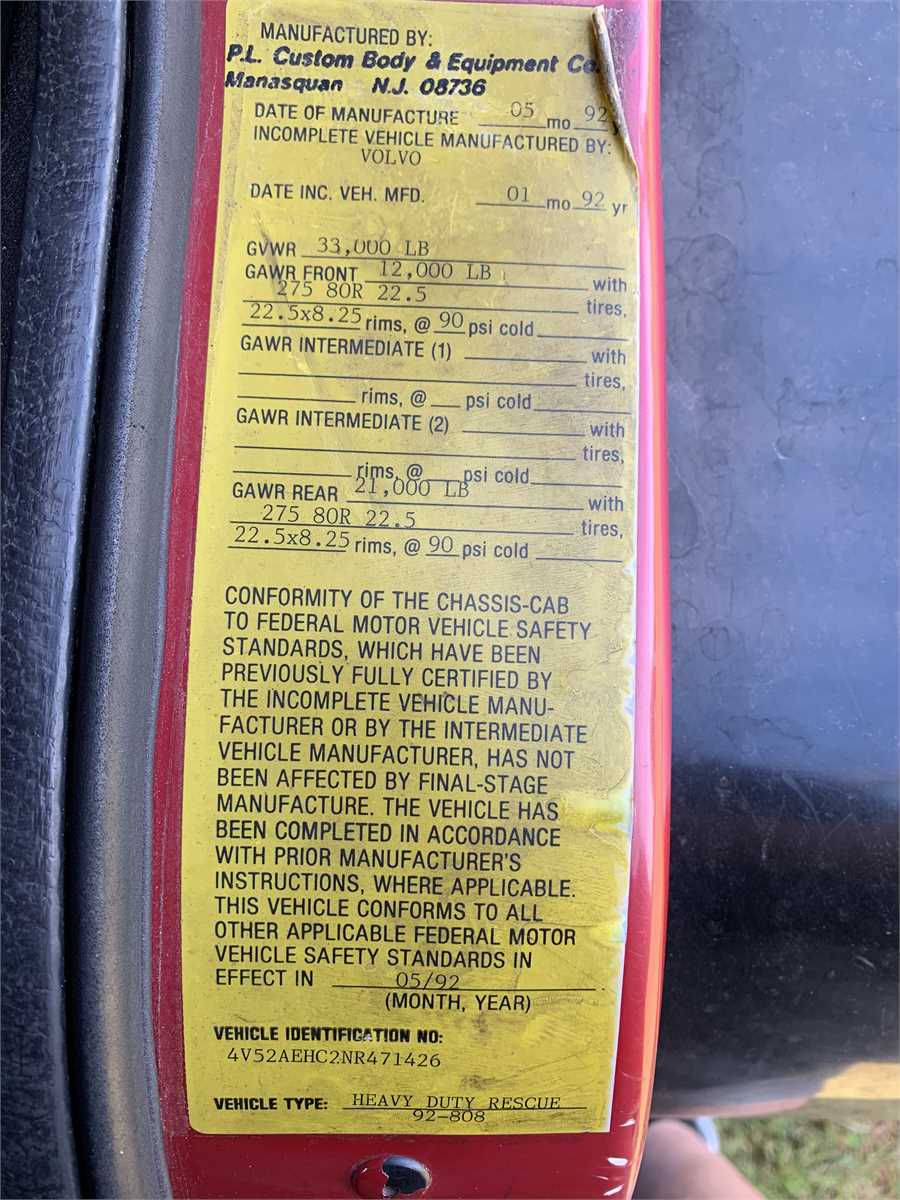 MANUFACTURED BY:
P.L. Custom Body & Equipment Co.
Manasquan N.J. 08736
DATE OF MANUFACTURE 05 mo 92 y
INCOMPLETE VEHICLE MANUFACTURED BY:
VOLVO
DATE INC. VEH. MFD. 01 mo 92 yr
GVWR 33,000 LB
GAWR FRONT 12,000 LB with
275 80R 22.5 tires,
22.5x8.25 rims, @ 90 psi cold
GAWR INTERMEDIATE (1) with
tires,
rims, @ psi cold
GAWR INTERMEDIATE (2) with
tires,
rims, @ psi cold
GAWR REAR 21,000 LB with
275 80R 22.5 tires,
22.5x8.25 rims, @ 90 psi cold
CONFORMITY OF THE CHASSIS-CAB
TO FEDERAL MOTOR VEHICLE SAFETY
STANDARDS, WHICH HAVE BEEN
PREVIOUSLY FULLY CERTIFIED BY
THE INCOMPLETE VEHICLE MANU-
FACTURER OR BY THE INTERMEDIATE
VEHICLE MANUFACTURER, HAS NOT
BEEN AFFECTED BY FINAL-STAGE
MANUFACTURE. THE VEHICLE HAS
BEEN COMPLETED IN ACCORDANCE
WITH PRIOR MANUFACTURER'S
INSTRUCTIONS, WHERE APPLICABLE.
THIS VEHICLE CONFORMS TO ALL
OTHER APPLICABLE FEDERAL MOTOR
VEHICLE SAFETY STANDARDS IN
EFFECT IN 05/92
(MONTH, YEAR)
VEHICLE IDENTIFICATION NO:
4V52AEHC2NR471426
VEHICLE TYPE: HEAVY DUTY RESCUE
92-808